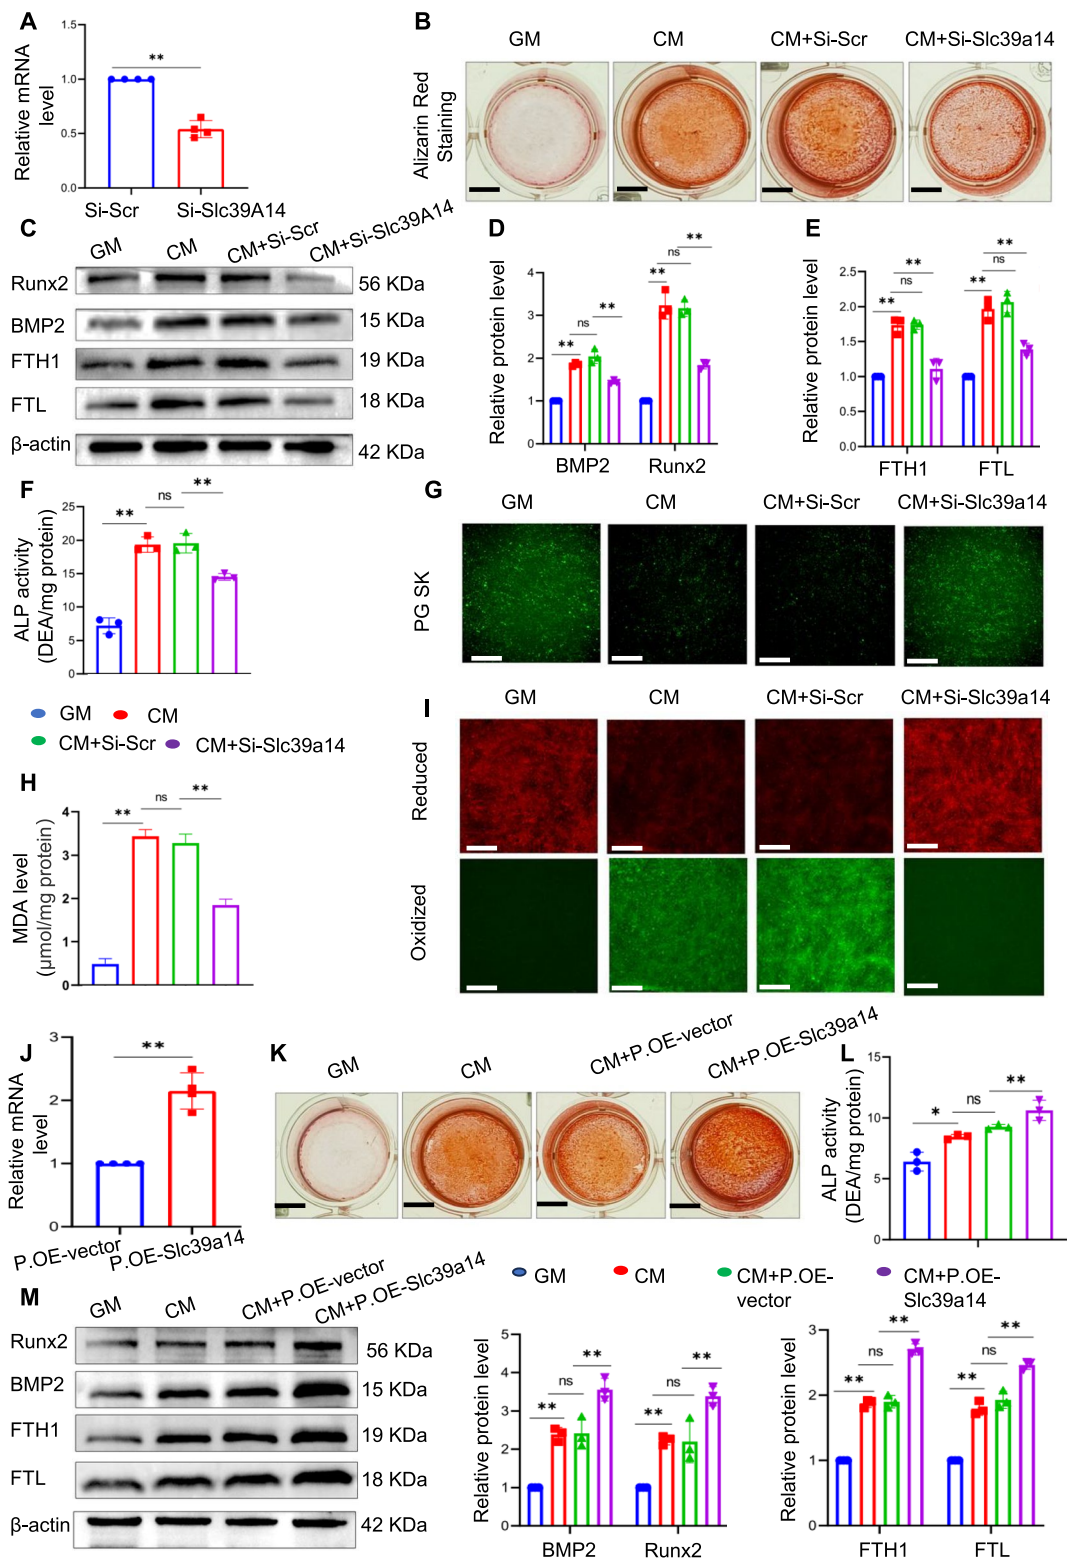 A
Relative mRNA
level
1.5
1.0
0.5
0.0
**
Si-Scr
Si-Slc39A14
B
GM
CM
CM+Si-Scr
CM+Si-Slc39a14
Alizarin Red
Staining
C
GM
CM
CM+Si-Scr
CM+Si-Slc39A14
Runx2
56 KDa
BMP2
15 KDa
FTH1
19 KDa
FTL
18 KDa
β-actin
42 KDa
D
Relative protein level
4
3
2
1
0
**
ns
**
**
ns
**
BMP2
Runx2
E
Relative protein level
2.5
2.0
1.5
1.0
0.5
0.0
**
ns
**
**
ns
**
FTH1
FTL
F
ALP activity
(DEA/mg protein)
25
20
15
10
5
0
**
ns
**
GM
CM
CM+Si-Scr
CM+Si-Slc39a14
G
GM
CM
CM+Si-Scr
CM+Si-Slc39a14
PG SK
H
MDA level
(μmol/mg protein)
4
3
2
1
0
**
ns
**
I
GM
CM
CM+Si-Scr
CM+Si-Slc39a14
Reduced
Oxidized
J
Relative mRNA
level
3
2
1
0
**
P.OE-vector
P.OE-Slc39a14
K
GM
CM
CM+P.OE-vector
CM+P.OE-Slc39a14
L
ALP activity
(DEA/mg protein)
15
10
5
0
*
ns
**
GM
CM
CM+P.OE-
vector
CM+P.OE-
Slc39a14
M
GM
CM
CM+P.OE-vector
CM+P.OE-Slc39a14
Runx2
56 KDa
BMP2
15 KDa
FTH1
19 KDa
FTL
18 KDa
β-actin
42 KDa
Relative protein level
5
4
3
2
1
0
**
ns
**
**
ns
**
BMP2
Runx2
Relative protein level
3
2
1
0
**
ns
**
**
ns
**
FTH1
FTL